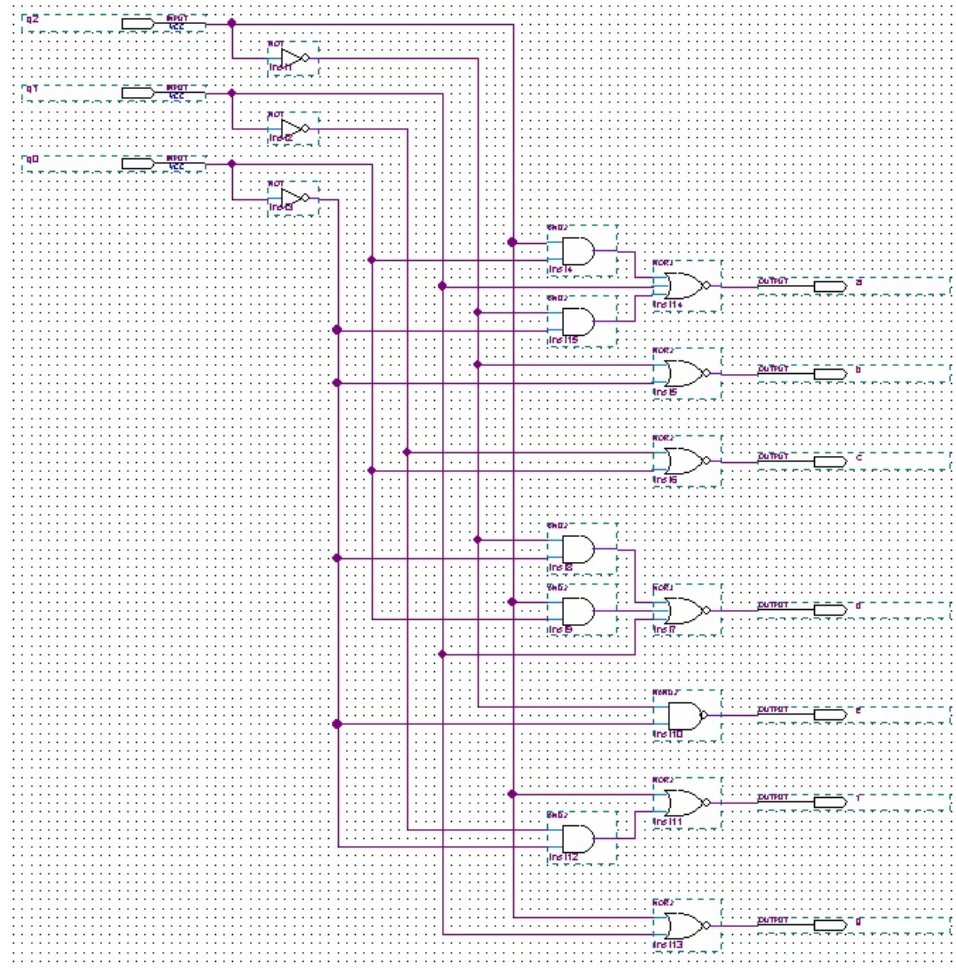 q2 INPUT
VCC
NOT
inst1
q1 INPUT
VCC
NOT
inst2
q0 INPUT
VCC
NOT
inst3
AND2
inst4
NOR3
inst14
OUTPUT a
AND2
inst15
NOR2
inst5
OUTPUT b
NOR2
inst6
OUTPUT c
AND2
inst8
AND2
inst9
NOR3
inst7
OUTPUT d
NAND2
inst10
OUTPUT e
NOR2
inst11
OUTPUT f
AND2
inst12
NOR2
inst13
OUTPUT g